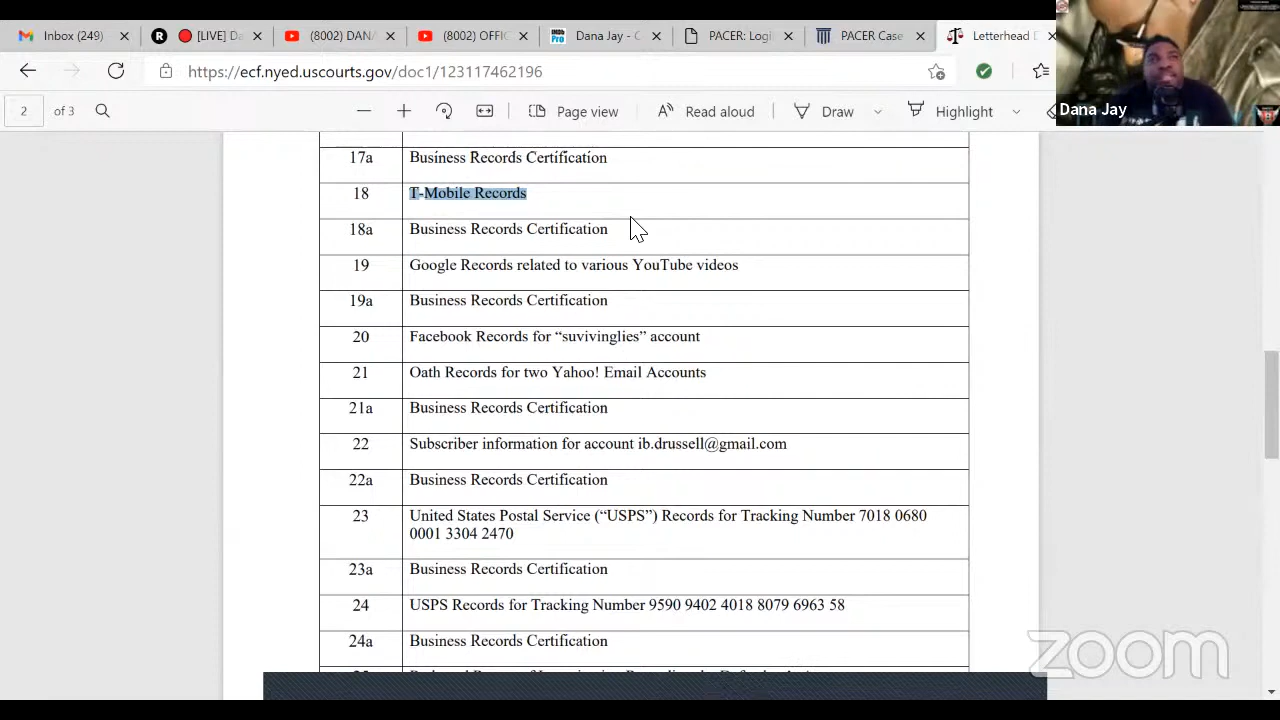 Inbox (249)
[LIVE] Da
(8002) DANA
(8002) OFFIC
IMDb Pro
Dana Jay - C
PACER: Logi
PACER Case
Letterhead D
https://ecf.nyed.uscourts.gov/doc1/123117462196
2 of 3
Page view
Read aloud
Draw
Highlight
Dana Jay
17a Business Records Certification
18 T-Mobile Records
18a Business Records Certification
19 Google Records related to various YouTube videos
19a Business Records Certification
20 Facebook Records for “suvivinglies” account
21 Oath Records for two Yahoo! Email Accounts
21a Business Records Certification
22 Subscriber information for account ib.drussell@gmail.com
22a Business Records Certification
23 United States Postal Service (“USPS”) Records for Tracking Number 7018 0680
0001 3304 2470
23a Business Records Certification
24 USPS Records for Tracking Number 9590 9402 4018 8079 6963 58
24a Business Records Certification
zoom